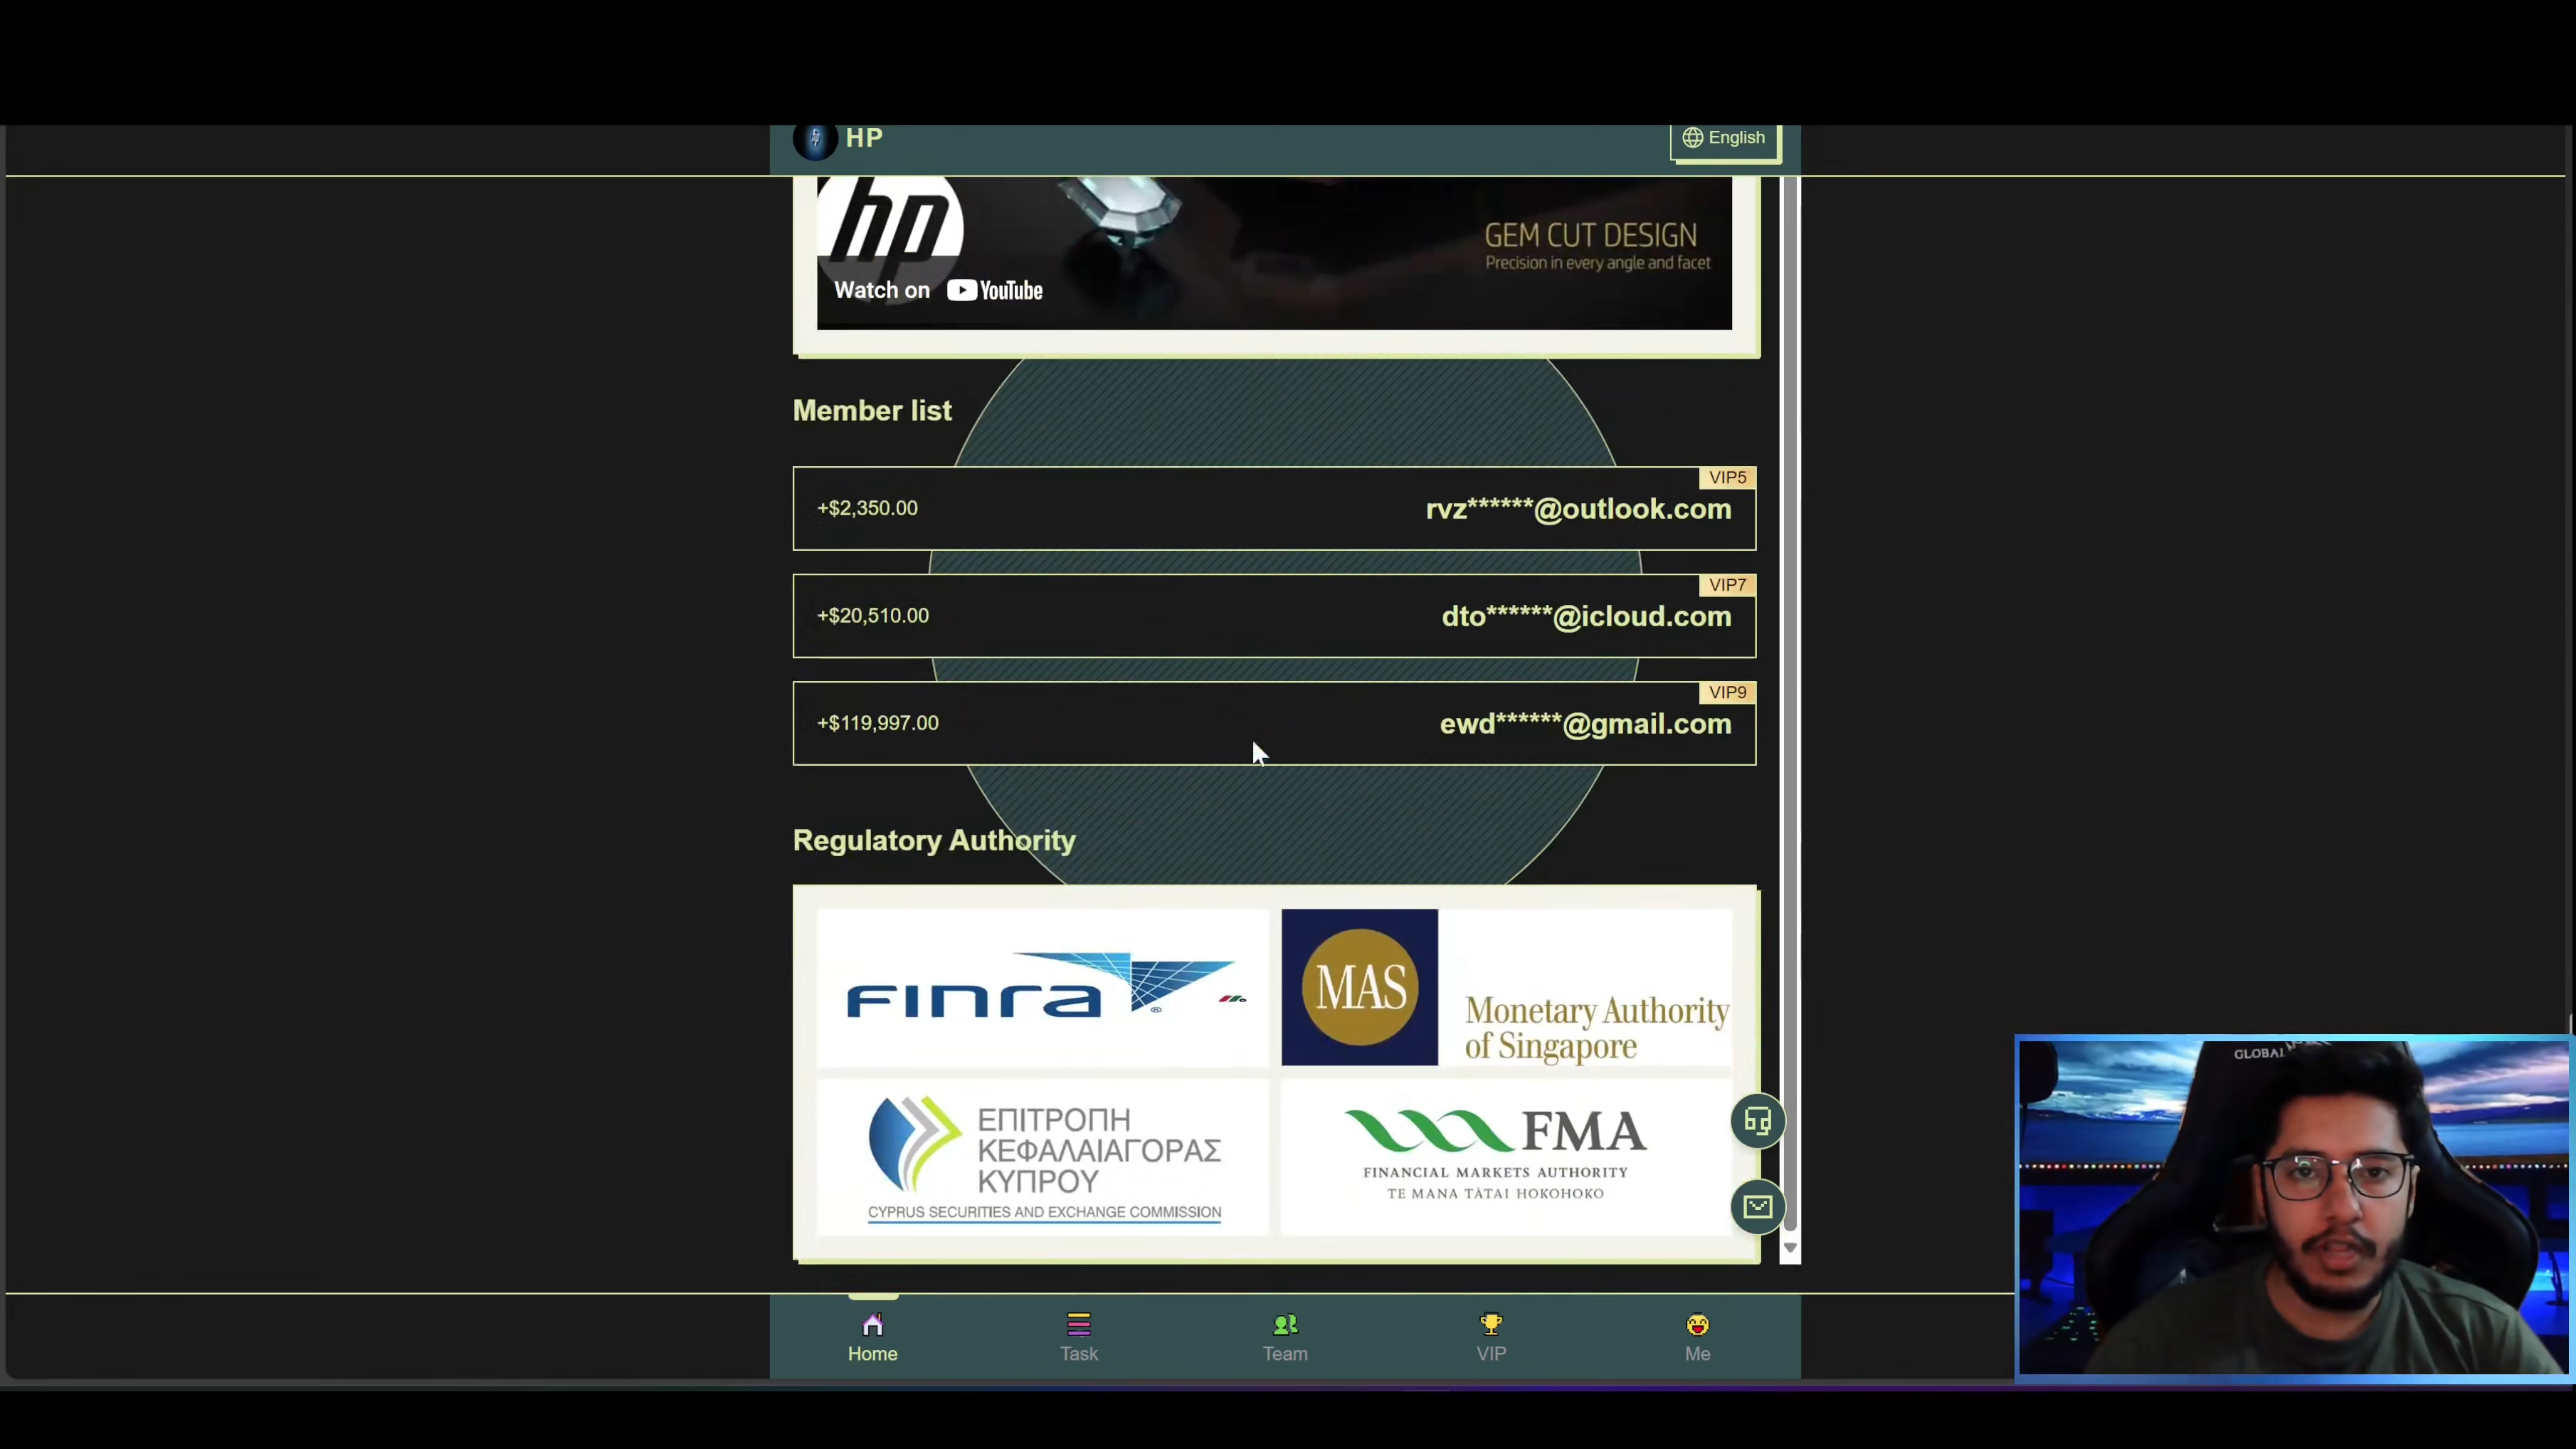 HP
English
hp
GEM CUT DESIGN
Precision in every angle and facet
Watch on YouTube
Member list
VIP5
+$2,350.00
rvz******@outlook.com
VIP7
+$20,510.00
dto******@icloud.com
VIP9
+$119,997.00
ewd******@gmail.com
Regulatory Authority
Finra
®
MAS
Monetary Authority
of Singapore
ΕΠΙΤΡΟΠΗ
ΚΕΦΑΛΑΙΑΓΟΡΑΣ
ΚΥΠΡΟΥ
CYPRUS SECURITIES AND EXCHANGE COMMISSION
FMA
FINANCIAL MARKETS AUTHORITY
TE MANA TĀTAI HOKOHOKO
GLOBAL
Home
Task
Team
VIP
Me